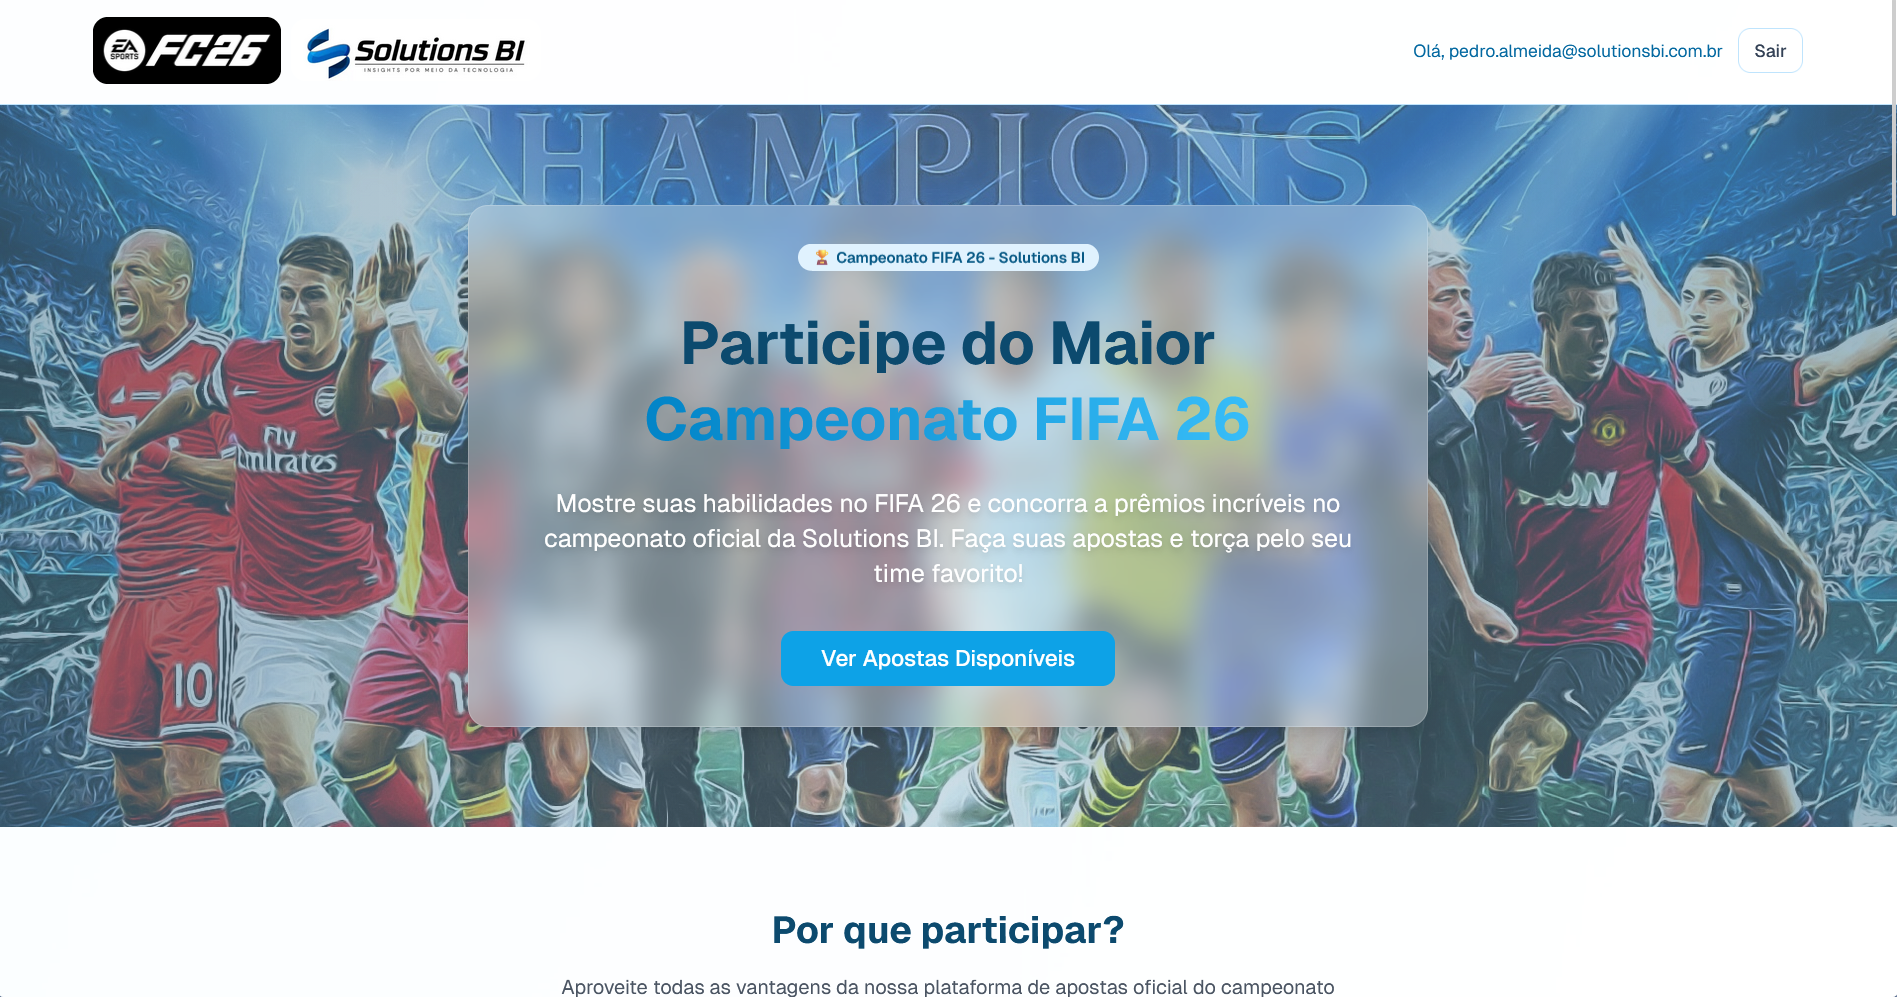 EA SPORTS FC26
Solutions BI
INSIGHTS POR MEIO DA TECNOLOGIA
Olá, pedro.almeida@solutionsbi.com.br
Sair
CHAMPIONS
🏆 Campeonato FIFA 26 - Solutions BI
Participe do Maior
Campeonato FIFA 26
Mostre suas habilidades no FIFA 26 e concorra a prêmios incríveis no
campeonato oficial da Solutions BI. Faça suas apostas e torça pelo seu
time favorito!
Ver Apostas Disponíveis
Fly
Emirates
AON
10
Por que participar?
Aproveite todas as vantagens da nossa plataforma de apostas oficial do campeonato